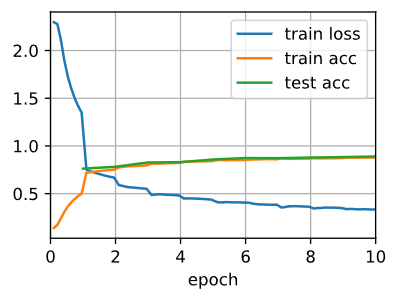 train loss
train acc
test acc
2.0
1.5
1.0
0.5
0 2 4 6 8 10
epoch